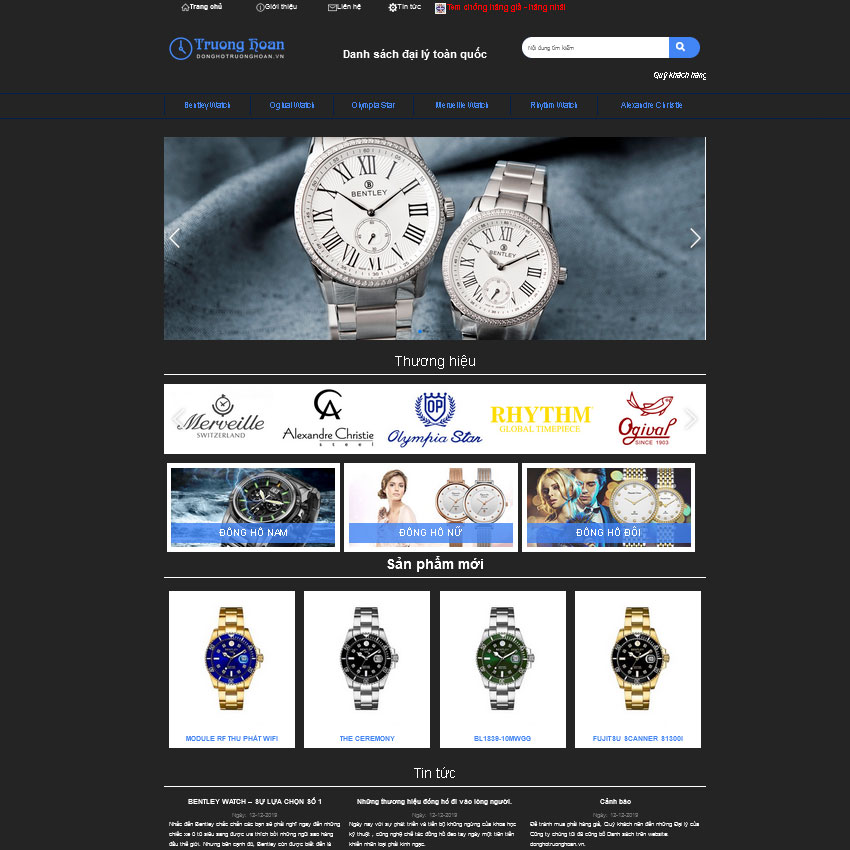 Trang chủ
Giới thiệu
Liên hệ
Tin tức
Tem chống hàng giả - hàng nhái
Truong Hoan
DONGHOTRUONGHOAN.VN
Danh sách đại lý toàn quốc
Nội dung tìm kiếm
Quý khách hàng
Bentley Watch
Ogival Watch
Olympia Star
Merveille Watch
Rhythm Watch
Alexandre Christie
BENTLEY
BENTLEY
Thương hiệu
Merveille
SWITZERLAND
Alexandre Christie
steel
Olympia Star
RHYTHM
GLOBAL TIMEPIECE
Ogival
SINCE 1903
ĐỒNG HỒ NAM
ĐỒNG HỒ NỮ
ĐỒNG HỒ ĐÔI
Sản phẩm mới
MODULE RF THU PHÁT WIFI
THE CEREMONY
BL1839-10MWGG
FUJITSU SCANNER S1300I
Tin tức
BENTLEY WATCH – SỰ LỰA CHỌN SỐ 1
Ngày: 12-12-2019
Nhắc đến Bentley chắc chắn các bạn sẽ phải nghĩ ngay đến những
chiếc xe ô tô siêu sang được ưa thích bởi những ngôi sao hàng
đầu thế giới. Nhưng bên cạnh đó, Bentley còn được biết đến là
Những thương hiệu đồng hồ đi vào lòng người.
Ngày: 12-12-2019
Ngày nay với sự phát triển và tiến bộ không ngừng của khoa học
kỹ thuật , công nghệ chế tác đồng hồ đeo tay ngày một tiên tiến
khiến nhân loại phải kinh ngạc.
Cảnh báo
Ngày: 12-12-2019
Để tránh mua phải hàng giả, Quý khách nên đến những Đại lý của
Công ty chúng tôi đã công bố Danh sách trên website:
donghotruonghoan.vn.